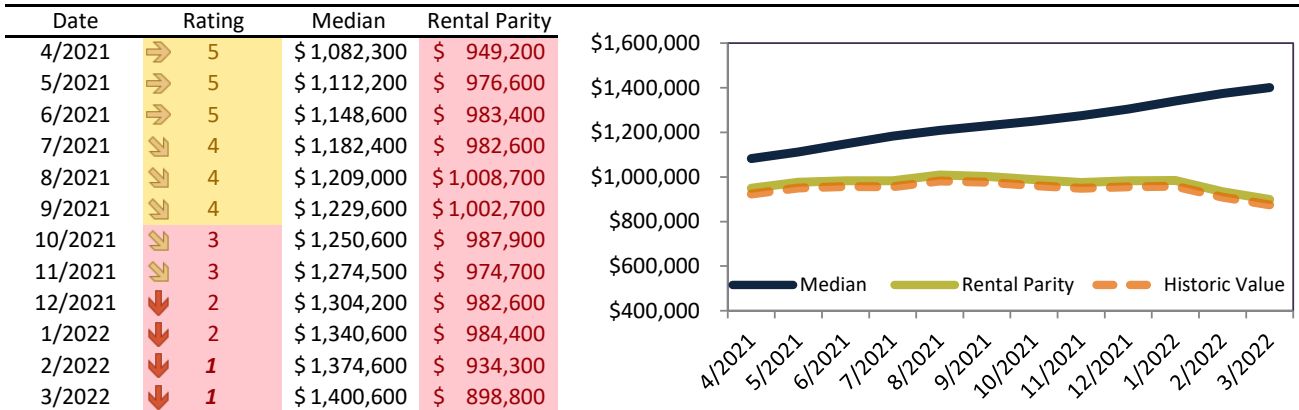 Date Rating Median Rental Parity
4/2021 5 $ 1,082,300 $ 949,200
5/2021 5 $ 1,112,200 $ 976,600
6/2021 5 $ 1,148,600 $ 983,400
7/2021 4 $ 1,182,400 $ 982,600
8/2021 4 $ 1,209,000 $ 1,008,700
9/2021 4 $ 1,229,600 $ 1,002,700
10/2021 3 $ 1,250,600 $ 987,900
11/2021 3 $ 1,274,500 $ 974,700
12/2021 2 $ 1,304,200 $ 982,600
1/2022 2 $ 1,340,600 $ 984,400
2/2022 1 $ 1,374,600 $ 934,300
3/2022 1 $ 1,400,600 $ 898,800
$1,600,000
$1,400,000
$1,200,000
$1,000,000
$800,000
$600,000
$400,000
Median Rental Parity Historic Value
4/2021 5/2021 6/2021 7/2021 8/2021 9/2021 10/2021 11/2021 12/2021 1/2022 2/2022 3/2022